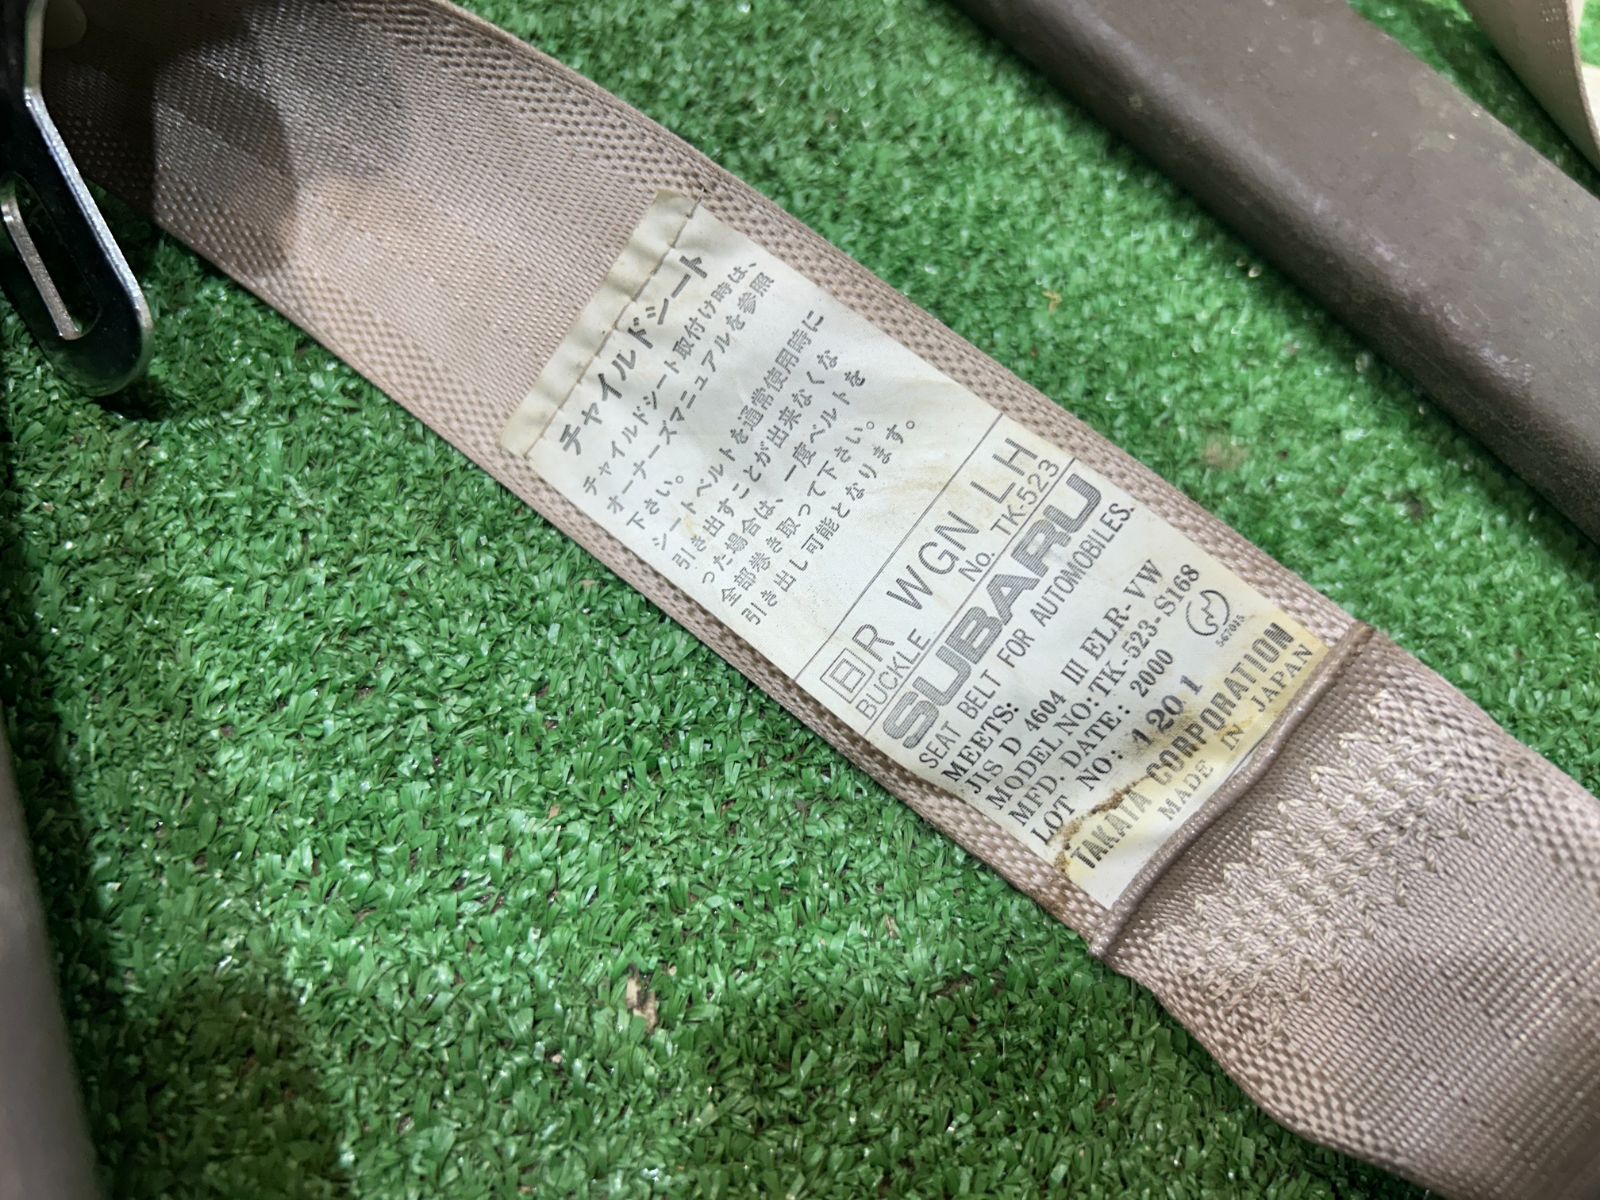 チャイルドシート
チャイルドシート取付け時は、
オーナーズマニュアルを参照
下さい。
シートベルトを通常使用時に
引き出すことが出来なくな
った場合は、一度ベルトを
全部巻き取って下さい。
引き出し可能となります。
回R WGN LH
BUCKLE No. TK-523
SUBARU
SEAT BELT FOR AUTOMOBILES.
MEETS:
JIS D 4604 III ELR-VW
MODEL NO:TK-523-S168
MFD. DATE: 2000
LOT NO: 1201
567015
TAKATA CORPORATION
MADE IN JAPAN